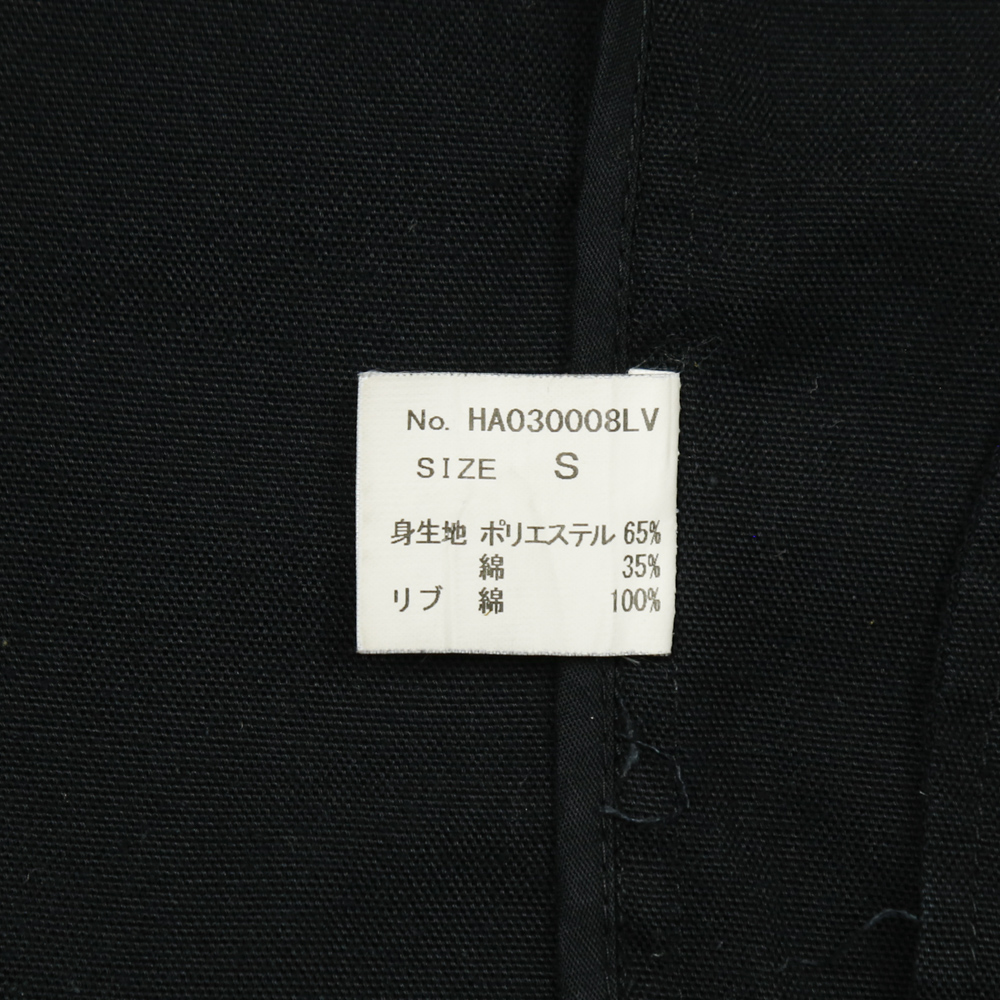 No. HA030008LV
SIZE S
身生地 ポリエステル 65%
綿 35%
リブ 綿 100%